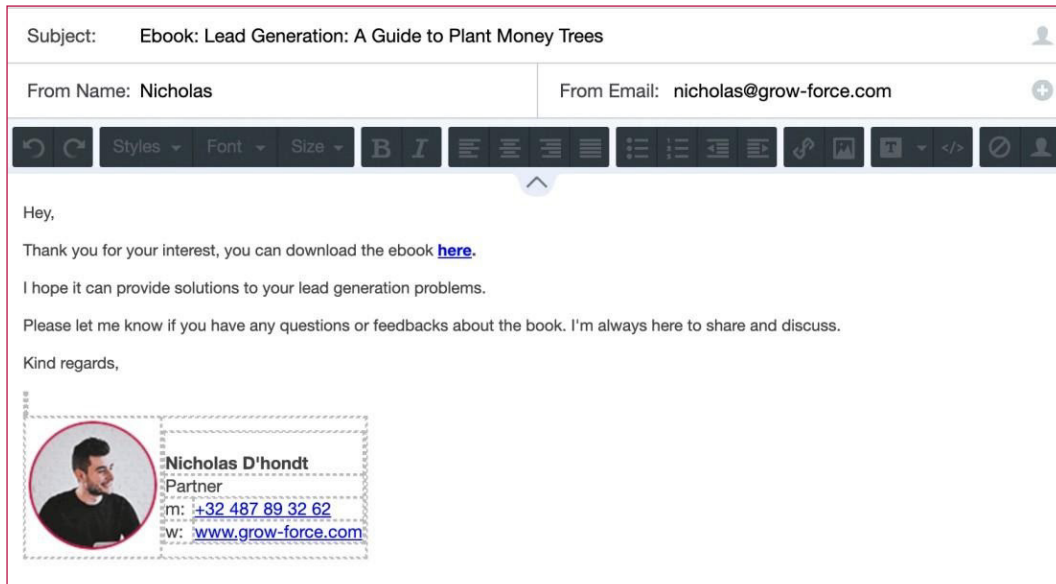 Subject: Ebook: Lead Generation: A Guide to Plant Money Trees
From Name: Nicholas From Email: nicholas@grow-force.com
Styles Font Size B I T </>
Hey,
Thank you for your interest, you can download the ebook here.
I hope it can provide solutions to your lead generation problems.
Please let me know if you have any questions or feedbacks about the book. I'm always here to share and discuss.
Kind regards,
Nicholas D'hondt
Partner
m: +32 487 89 32 62
w: www.grow-force.com